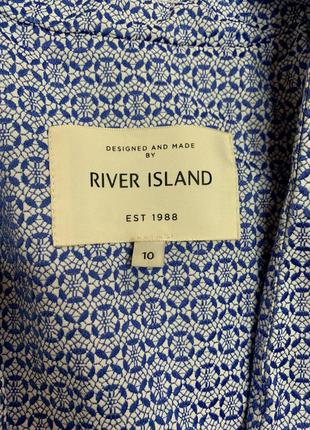 DESIGNED AND MADE
BY
RIVER ISLAND
EST 1988
10